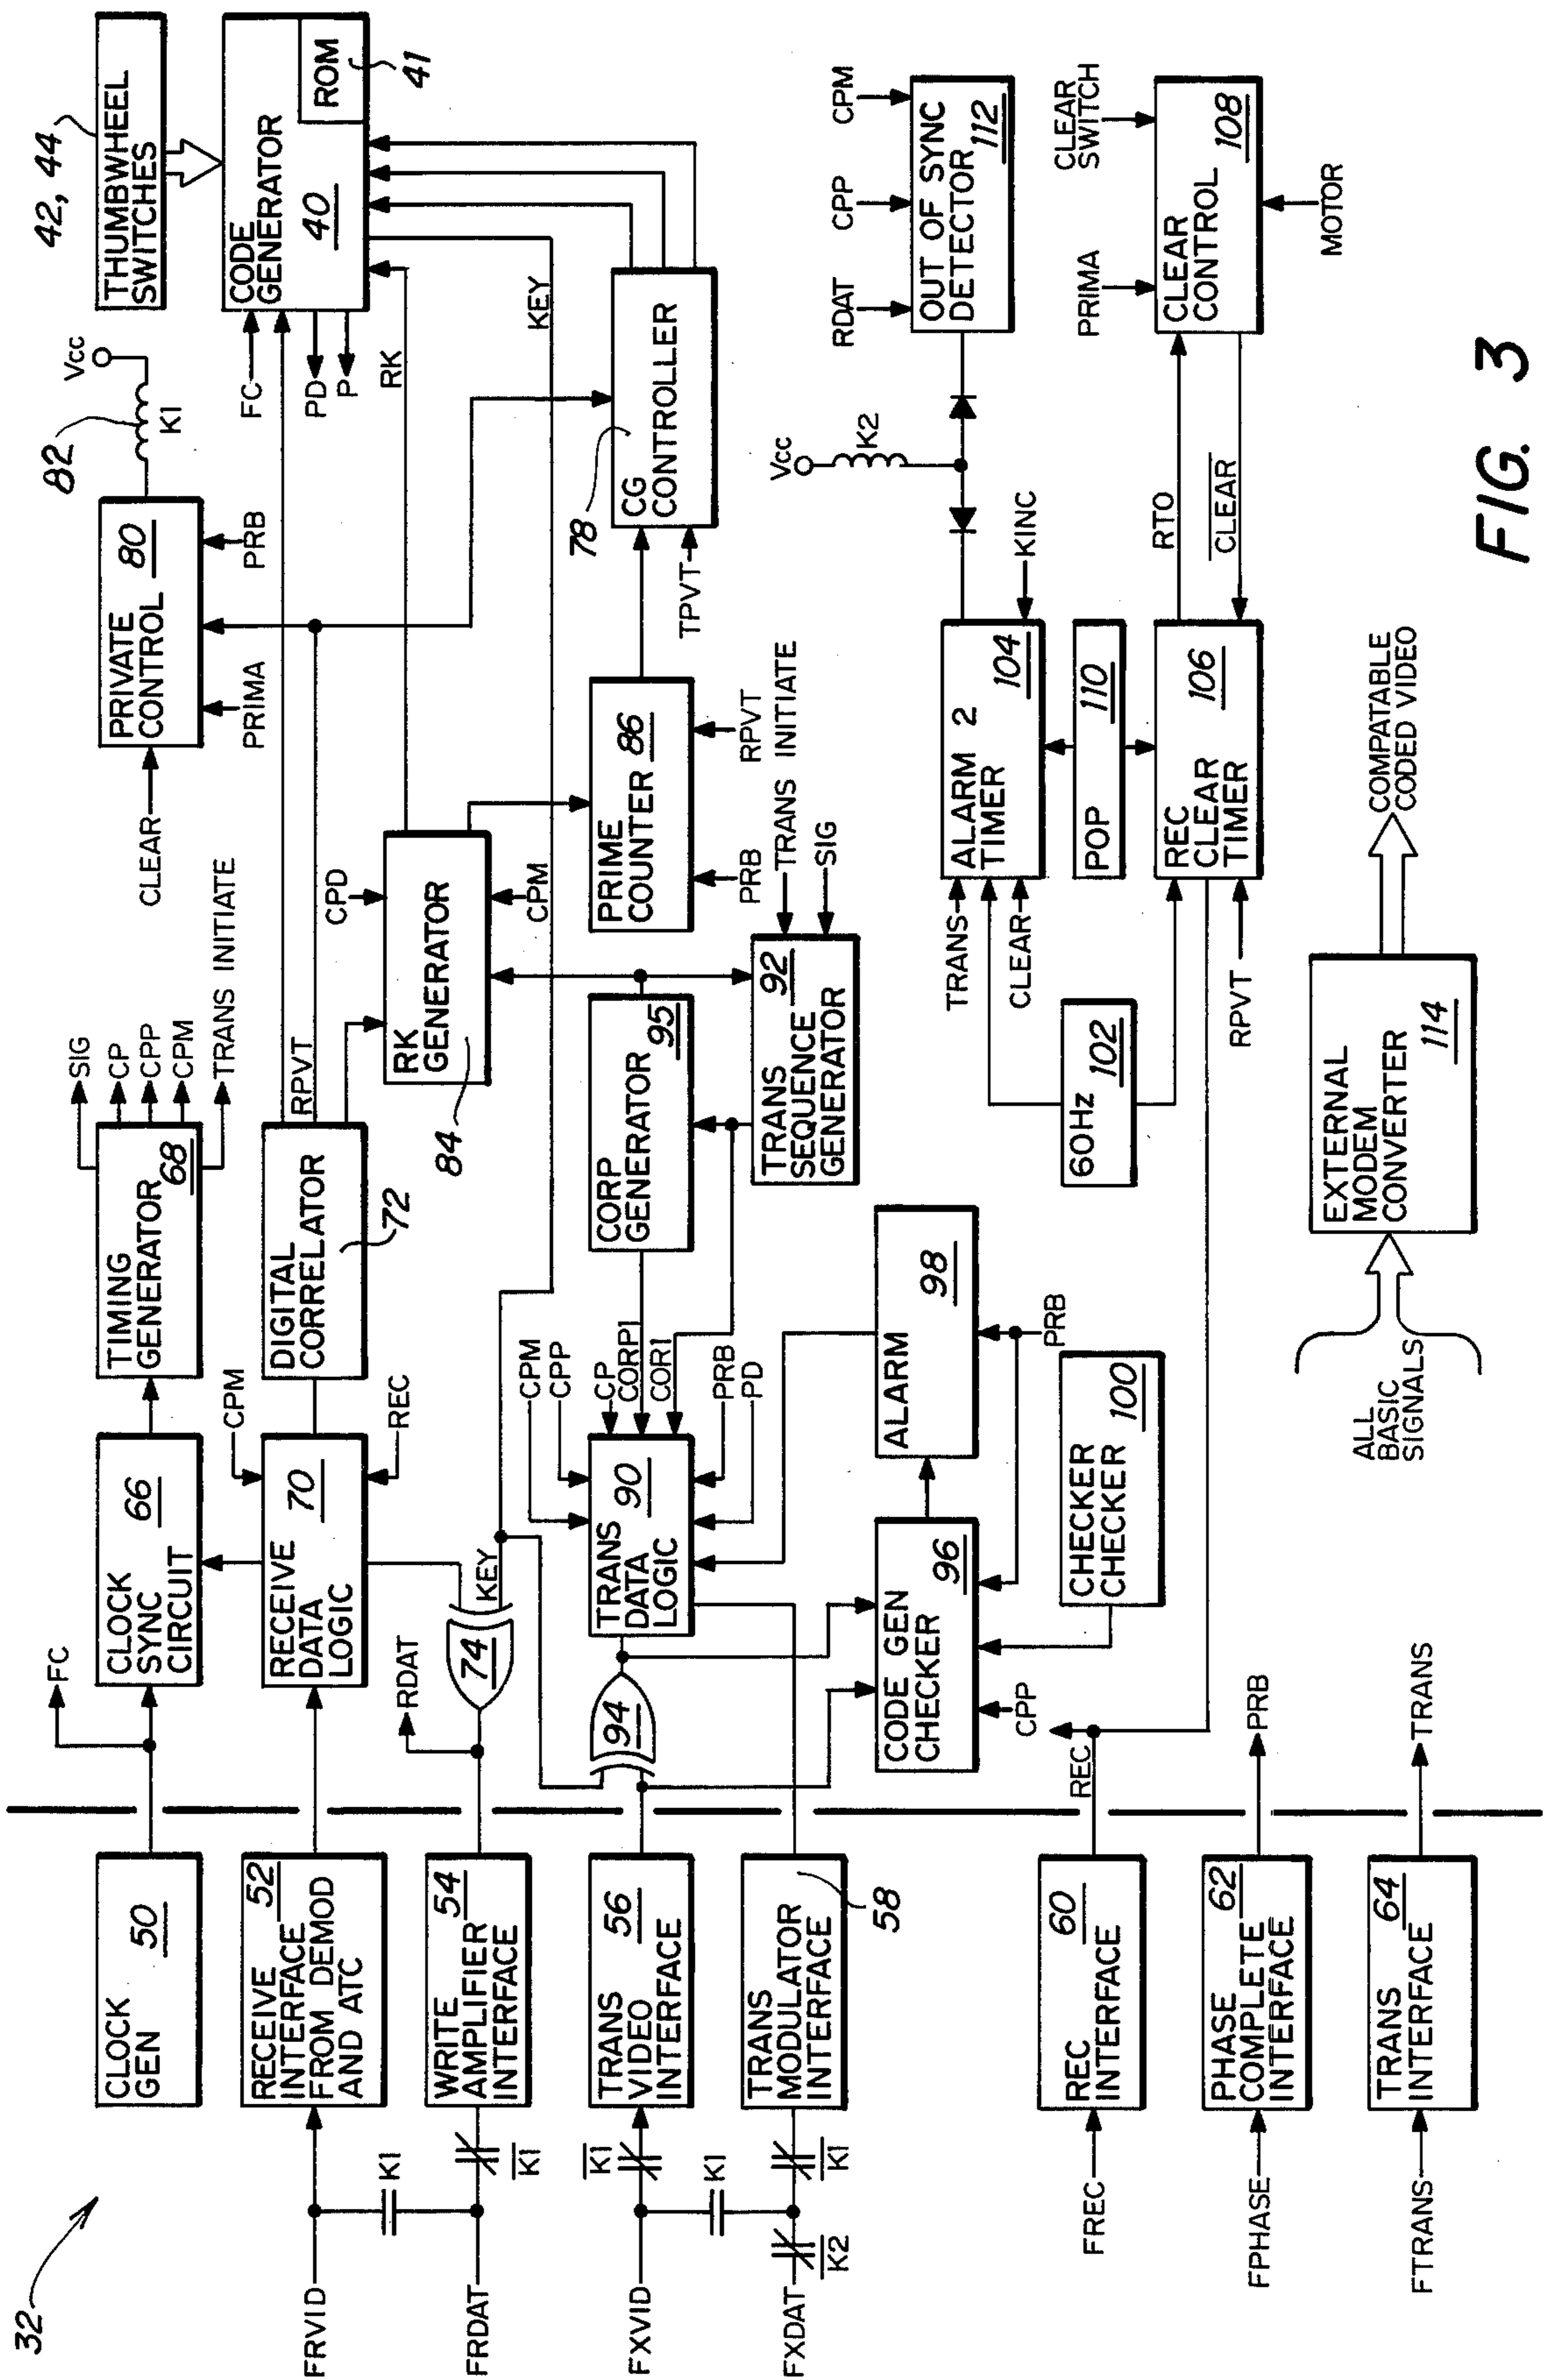 32
CLOCK
GEN
50
FC
CLOCK
SYNC
CIRCUIT
66
TIMING
GENERATOR
68
SIG
CP
CPP
CPM
TRANS INITIATE
CLEAR
PRIVATE
CONTROL
80
PRIMA
PRB
82
K1
Vcc
42, 44
THUMBWHEEL
SWITCHES
FRVID
K1
RECEIVE
INTERFACE
FROM DEMOD
AND ATC
52
RECEIVE
DATA
LOGIC
70
CPM
REC
DIGITAL
CORRELATOR
72
RPVT
FC
PD
P
CODE
GENERATOR
40
ROM
41
FRDAT
K1
WRITE
AMPLIFIER
INTERFACE
54
RDAT
74
KEY
84
RK
GENERATOR
CPD
CPM
RK
KEY
FXVID
K1
K1
TRANS
VIDEO
INTERFACE
56
94
TRANS
DATA
LOGIC
90
CPM
CPP
CP
CORP1
COR1
PRB
PD
CORP
GENERATOR
95
PRIME
COUNTER
86
PRB
RPVT
78
CG
CONTROLLER
TPVT
FXDAT
K2
K1
TRANS
MODULATOR
INTERFACE
58
TRANS
SEQUENCE
GENERATOR
92
TRANS INITIATE
SIG
CODE GEN
CHECKER
96
CPP
ALARM
98
PRB
CHECKER
CHECKER
100
Vcc
K2
RDAT
CPP
CPM
OUT OF SYNC
DETECTOR
112
TRANS
CLEAR
ALARM 2
TIMER
104
KINC
60Hz
102
POP
110
FREC
REC
INTERFACE
60
REC
RPVT
REC
CLEAR
TIMER
106
RTO
CLEAR
PRIMA
CLEAR
SWITCH
CLEAR
CONTROL
108
MOTOR
FPHASE
PHASE
COMPLETE
INTERFACE
62
PRB
FTRANS
TRANS
INTERFACE
64
TRANS
ALL
BASIC
SIGNALS
EXTERNAL
MODEM
CONVERTER
114
COMPATABLE
CODED VIDEO
FIG. 3